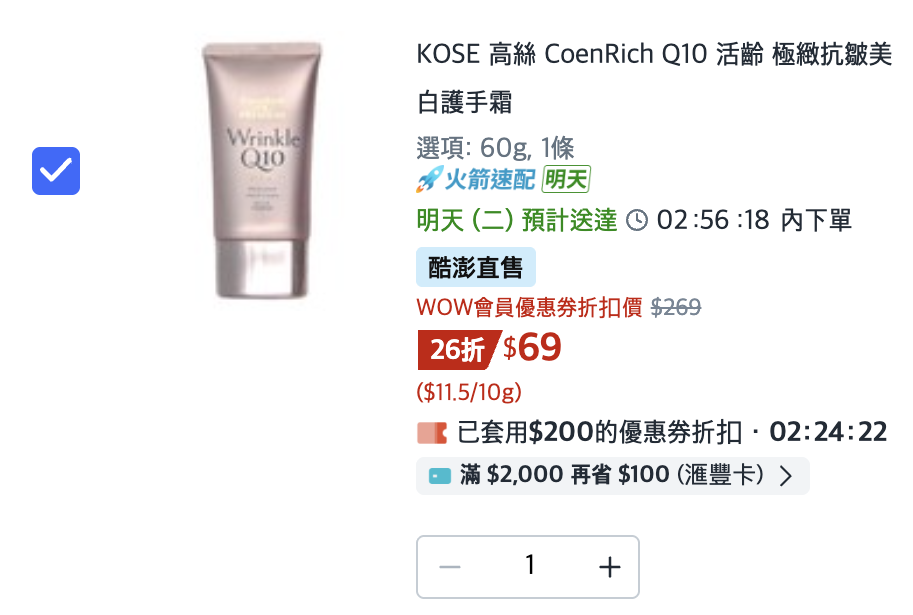 KOSE 高絲 CoenRich Q10 活齡 極緻抗皺美
白護手霜
選項: 60g, 1條
火箭速配 明天
明天 (二) 預計送達 02:56:18 內下單
酷澎直售
WOW會員優惠券折扣價 $269
26折 $69
($11.5/10g)
已套用$200的優惠券折扣 · 02:24:22
滿 $2,000 再省 $100 (滙豐卡)
1
Wrinkle
Q10